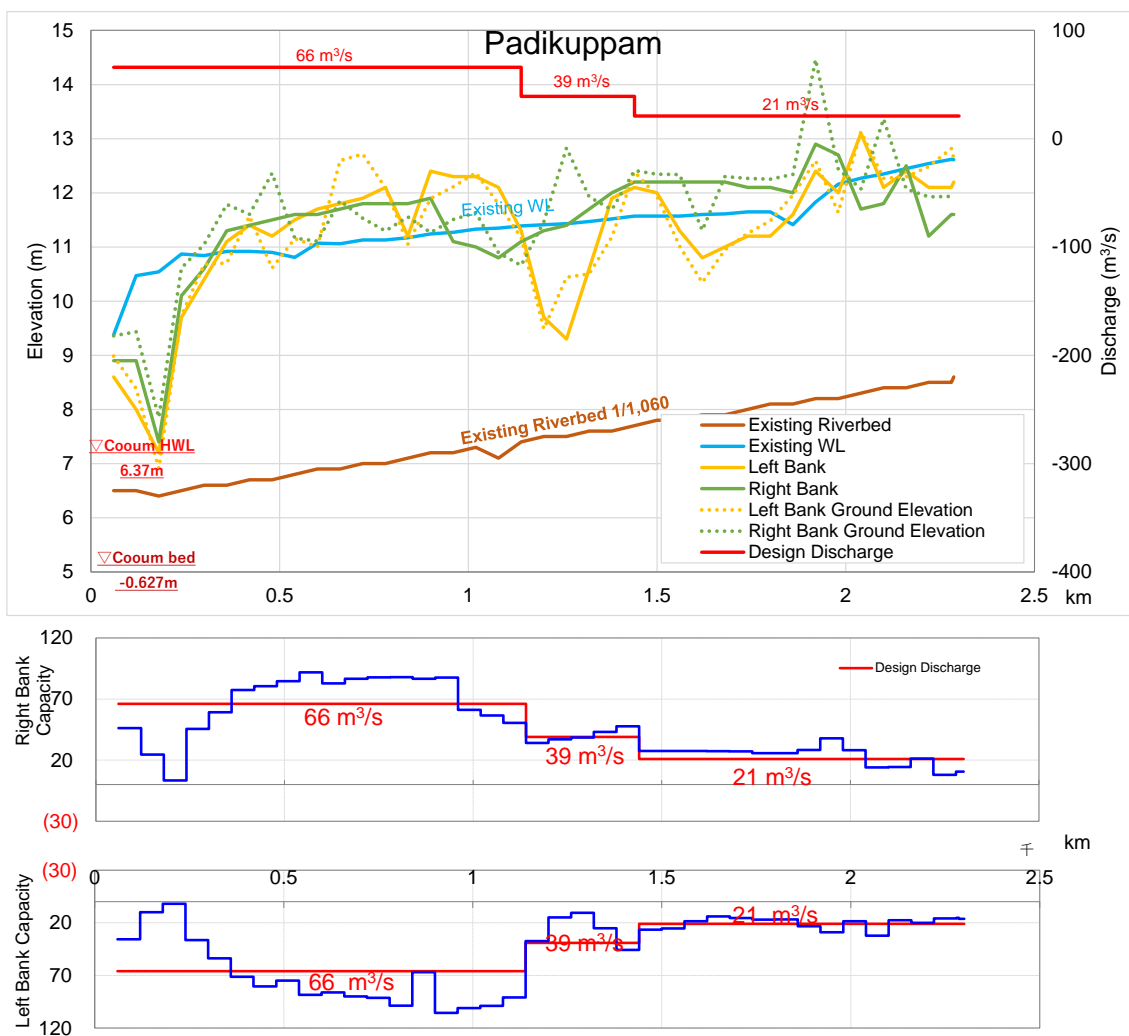 Padikuppam
15
14
13
12
11
10
9
8
7
6
5
Elevation (m)
100
0
-100
-200
-300
-400
Discharge (m³/s)
66 m³/s
39 m³/s
21 m³/s
Existing WL
Existing Riverbed 1/1,060
▽Cooum HWL
6.37m
▽Cooum bed
-0.627m
Existing Riverbed
Existing WL
Left Bank
Right Bank
Left Bank Ground Elevation
Right Bank Ground Elevation
Design Discharge
0
0.5
1
1.5
2
2.5
km
120
70
20
(30)
Right Bank
Capacity
Design Discharge
66 m³/s
39 m³/s
21 m³/s
千
km
(30)
20
70
120
Left Bank Capacity
0
0.5
1
1.5
2
2.5
66 m³/s
39 m³/s
21 m³/s